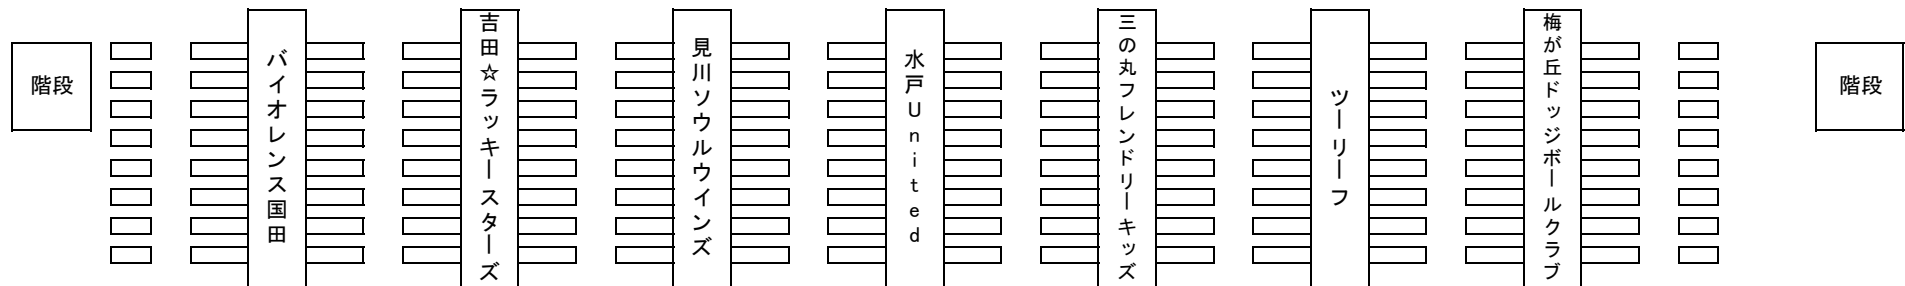 階段
バイオレンス国田
吉田☆ラッキースターズ
見川ソウルウインズ
水戸United
三の丸フレンドリーキッズ
ツーリーフ
梅が丘ドッジボールクラブ
階段